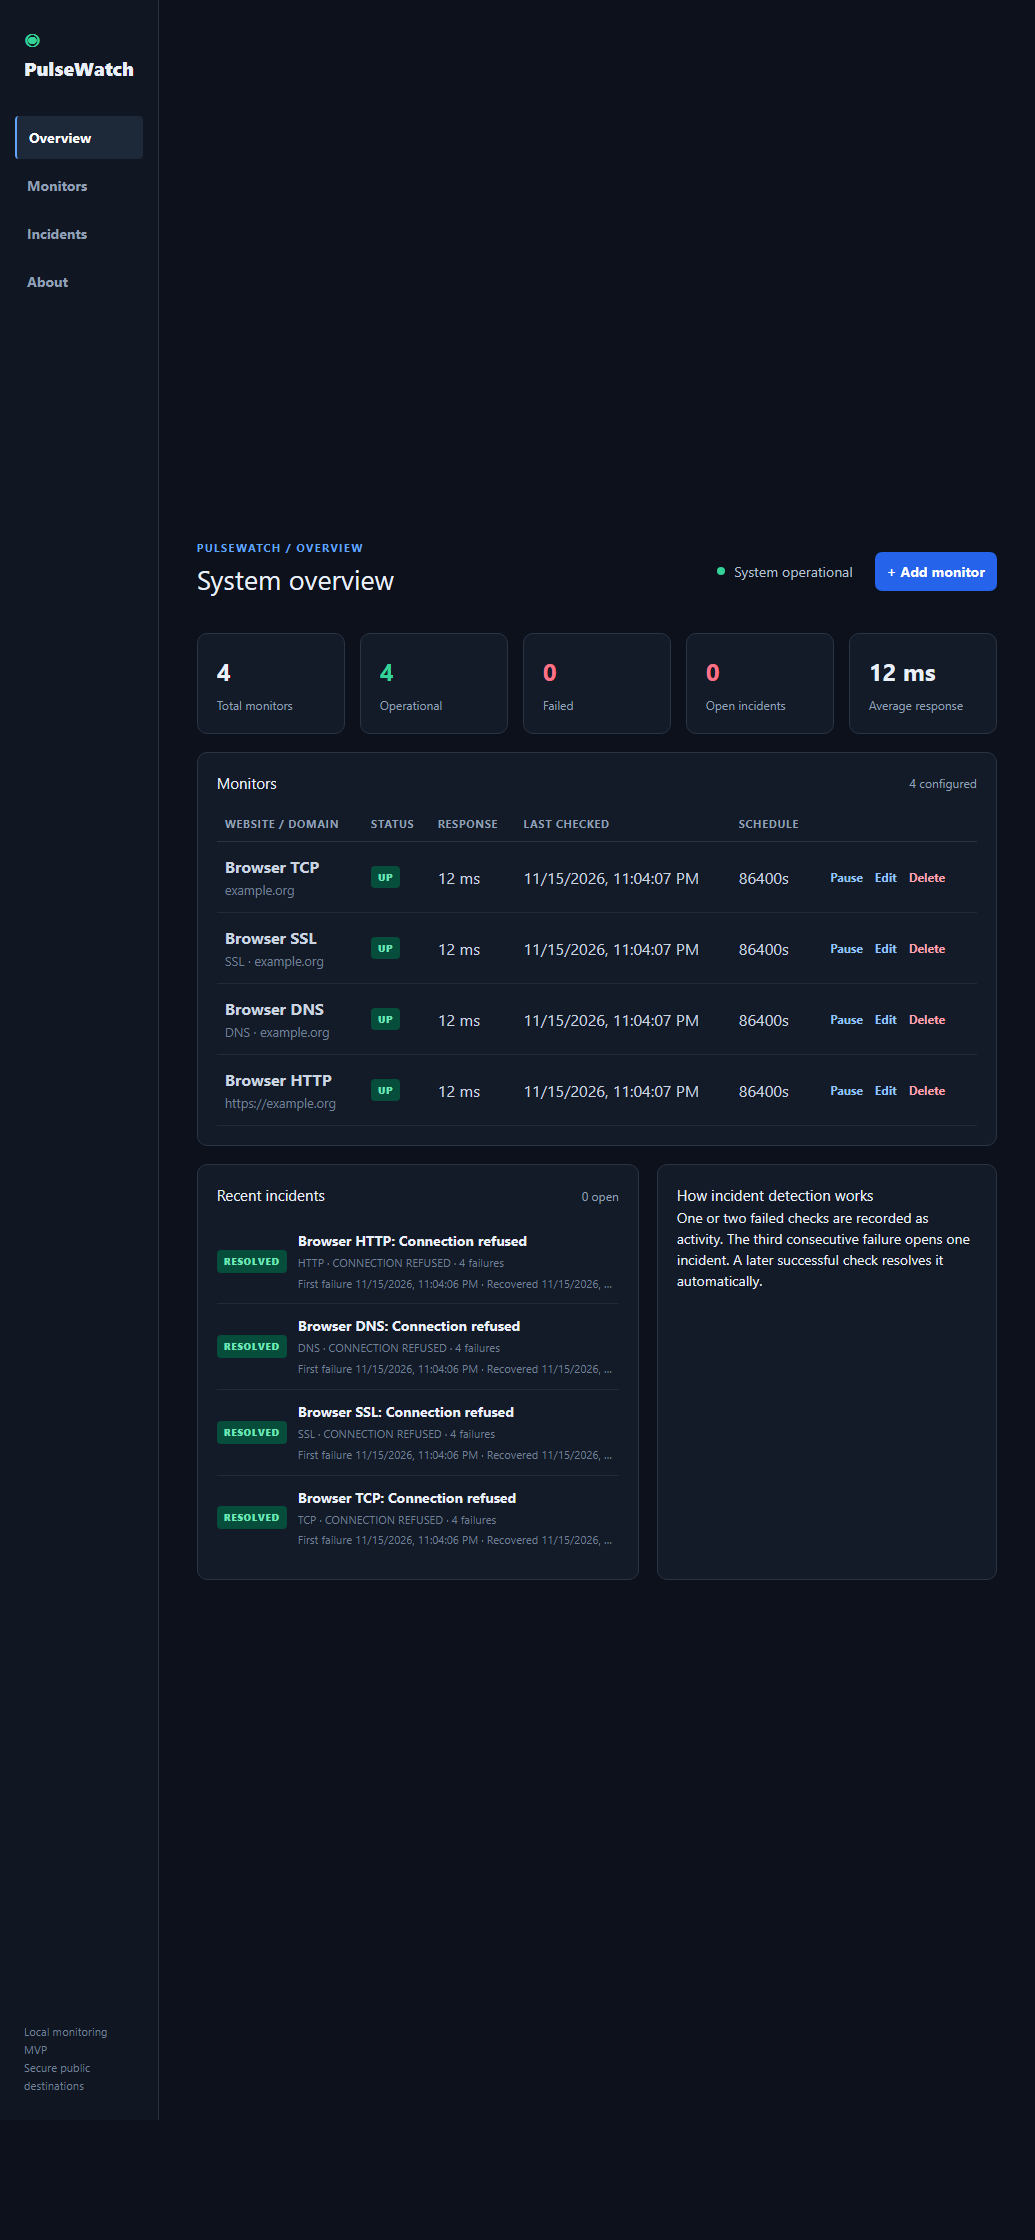 PulseWatch
Overview
Monitors
Incidents
About
PULSEWATCH / OVERVIEW
System overview
System operational
+ Add monitor
4
Total monitors
4
Operational
0
Failed
0
Open incidents
12 ms
Average response
Monitors
4 configured
WEBSITE / DOMAIN STATUS RESPONSE LAST CHECKED SCHEDULE
Browser TCP
example.org
UP 12 ms 11/15/2026, 11:04:07 PM 86400s Pause Edit Delete
Browser SSL
SSL · example.org
UP 12 ms 11/15/2026, 11:04:07 PM 86400s Pause Edit Delete
Browser DNS
DNS · example.org
UP 12 ms 11/15/2026, 11:04:07 PM 86400s Pause Edit Delete
Browser HTTP
https://example.org
UP 12 ms 11/15/2026, 11:04:07 PM 86400s Pause Edit Delete
Recent incidents
0 open
RESOLVED
Browser HTTP: Connection refused
HTTP · CONNECTION REFUSED · 4 failures
First failure 11/15/2026, 11:04:06 PM · Recovered 11/15/2026, ...
RESOLVED
Browser DNS: Connection refused
DNS · CONNECTION REFUSED · 4 failures
First failure 11/15/2026, 11:04:06 PM · Recovered 11/15/2026, ...
RESOLVED
Browser SSL: Connection refused
SSL · CONNECTION REFUSED · 4 failures
First failure 11/15/2026, 11:04:06 PM · Recovered 11/15/2026, ...
RESOLVED
Browser TCP: Connection refused
TCP · CONNECTION REFUSED · 4 failures
First failure 11/15/2026, 11:04:06 PM · Recovered 11/15/2026, ...
How incident detection works
One or two failed checks are recorded as
activity. The third consecutive failure opens one
incident. A later successful check resolves it
automatically.
Local monitoring
MVP
Secure public
destinations